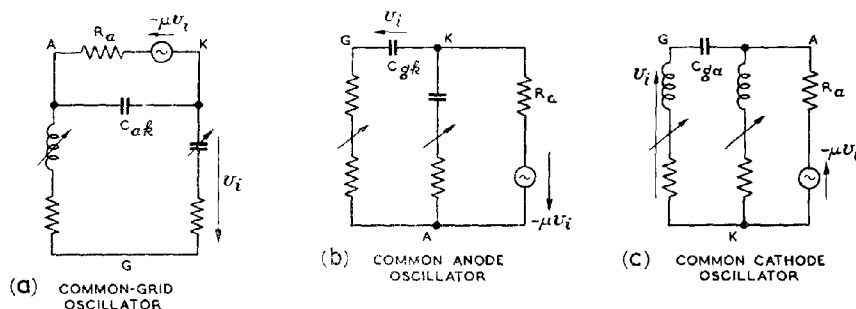 A
Ra
-μvi
K
Cak
vi
G
(a) COMMON-GRID
OSCILLATOR
vi
G
Cgk
K
Ra
-μvi
A
(b) COMMON ANODE
OSCILLATOR
G
Cga
A
vi
Ra
-μvi
K
(c) COMMON CATHODE
OSCILLATOR